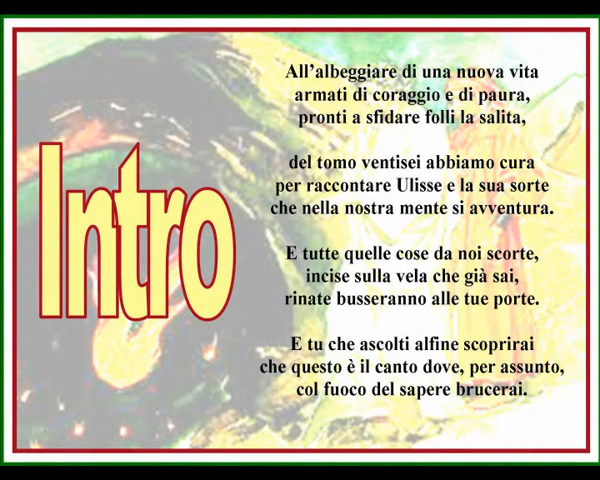 Intro
All'albeggiare di una nuova vita
armati di coraggio e di paura,
pronti a sfidare folli la salita,
del tomo ventisei abbiamo cura
per raccontare Ulisse e la sua sorte
che nella nostra mente si avventura.
E tutte quelle cose da noi scorte,
incise sulla vela che già sai,
rinate busseranno alle tue porte.
E tu che ascolti alfine scoprirai
che questo è il canto dove, per assunto,
col fuoco del sapere brucerai.